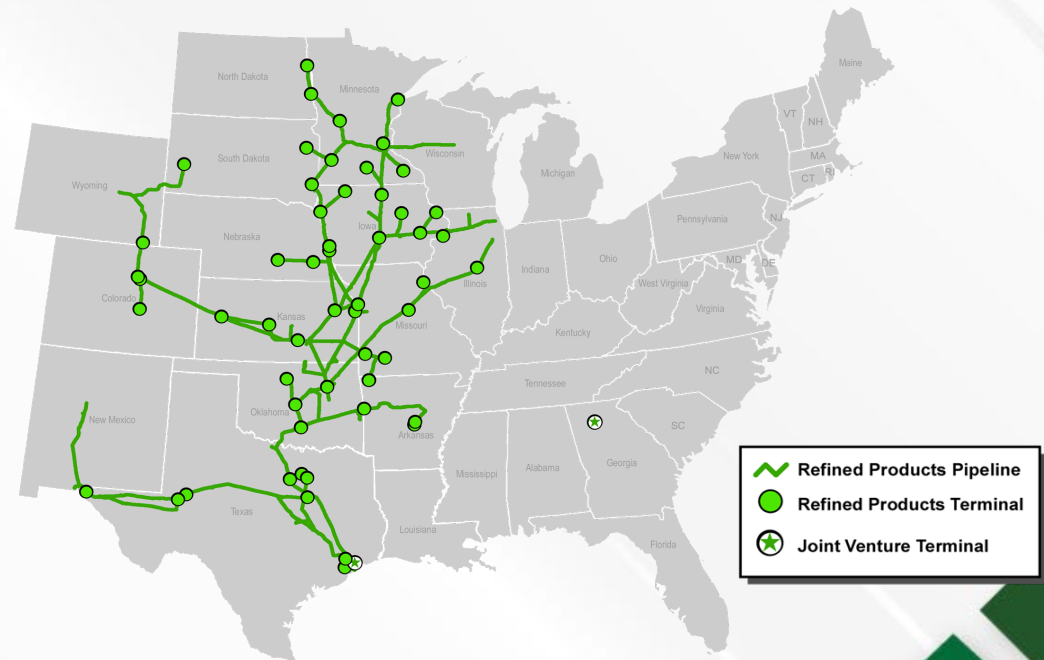 Maine
North Dakota
Minnesota
VT
NH
South Dakota
Wisconsin
New York
MA
CT
RI
Michigan
Wyoming
Pennsylvania
NJ
Iowa
Nebraska
Ohio
MD
DE
Indiana
Illinois
West Virginia
Colorado
Virginia
Kansas
Missouri
Kentucky
NC
Tennessee
Oklahoma
New Mexico
Arkansas
SC
Mississippi
Alabama
Georgia
Texas
Louisiana
Florida
Refined Products Pipeline
Refined Products Terminal
Joint Venture Terminal